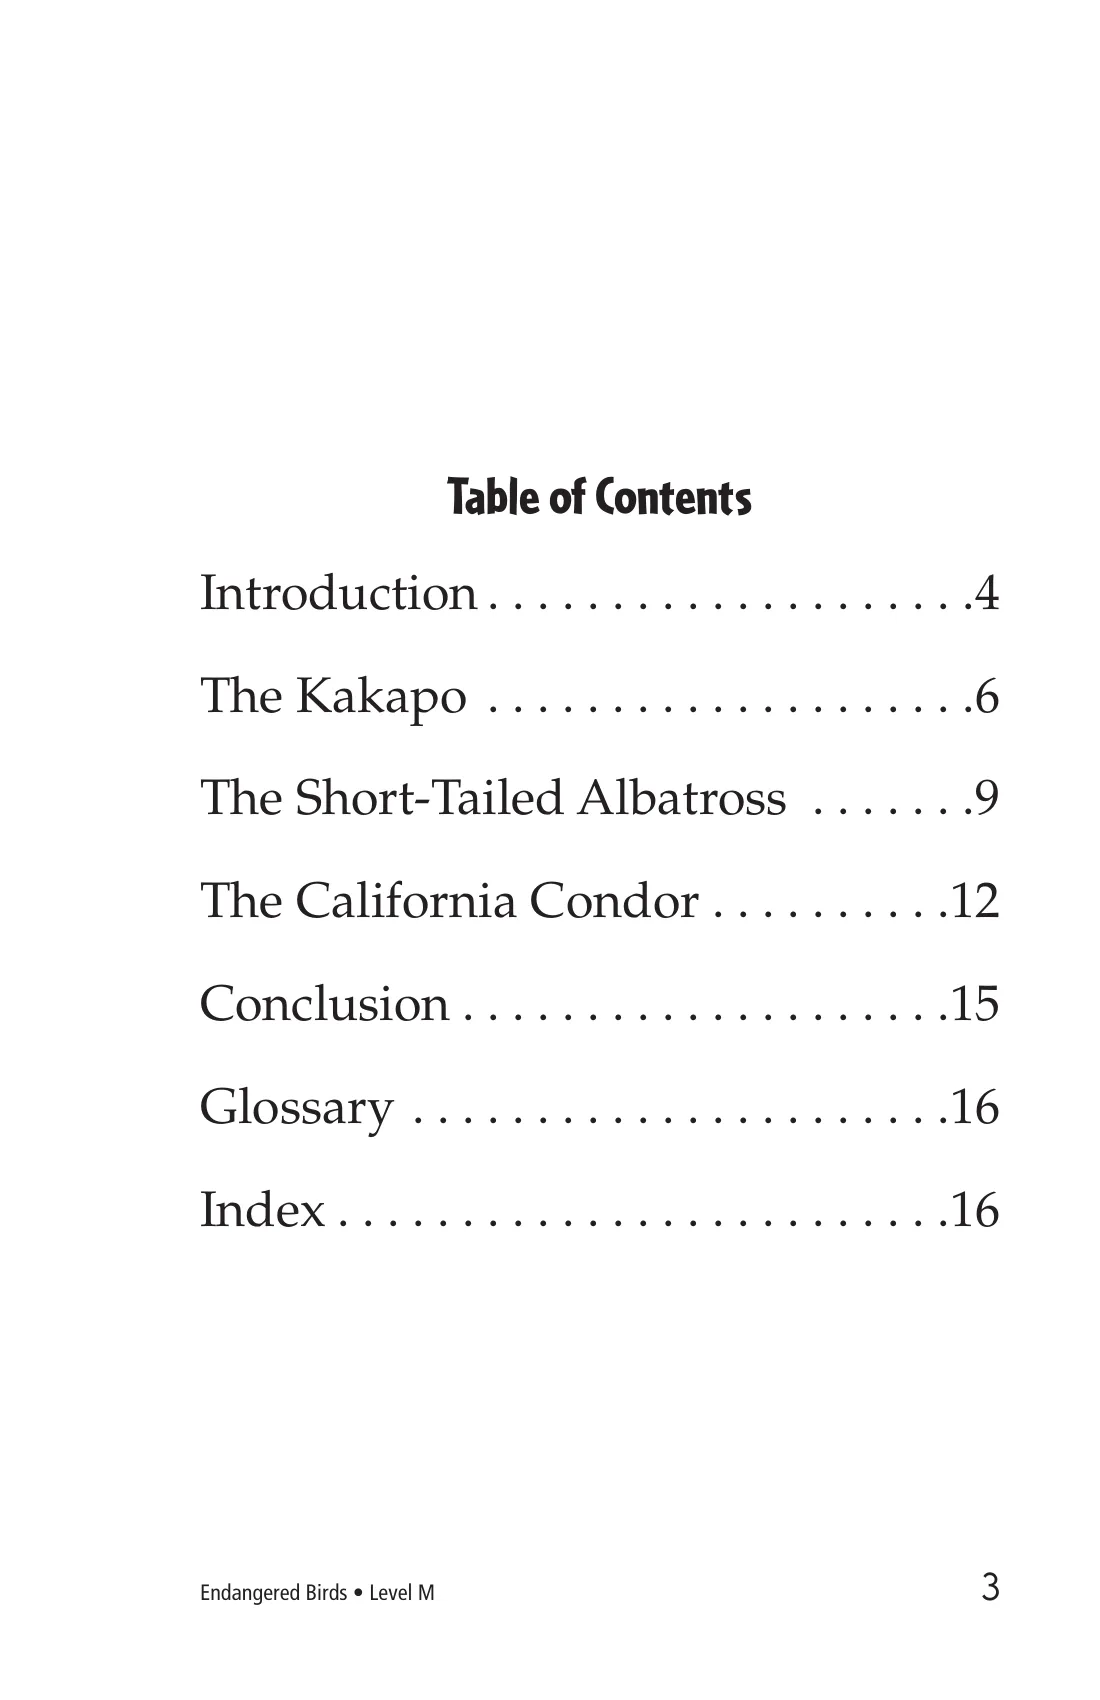 Table of Contents
Introduction . . . . . . . . . . . . . . . . . . . .4
The Kakapo . . . . . . . . . . . . . . . . . . . .6
The Short-Tailed Albatross . . . . . . .9
The California Condor . . . . . . . . . .12
Conclusion . . . . . . . . . . . . . . . . . . . .15
Glossary . . . . . . . . . . . . . . . . . . . . . .16
Index . . . . . . . . . . . . . . . . . . . . . . . . .16
Endangered Birds • Level M 3